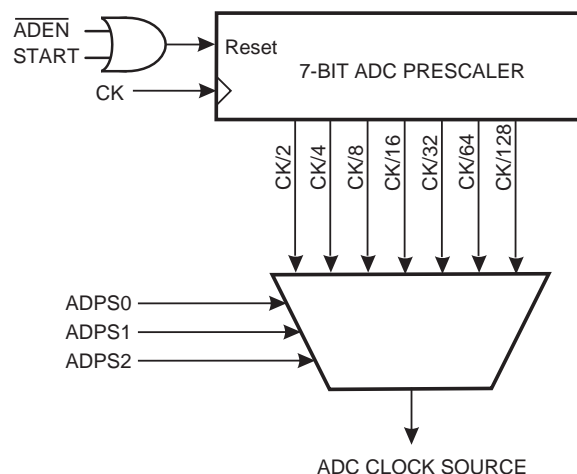 ADEN
START
Reset
7-BIT ADC PRESCALER
CK
CK/2
CK/4
CK/8
CK/16
CK/32
CK/64
CK/128
ADPS0
ADPS1
ADPS2
ADC CLOCK SOURCE